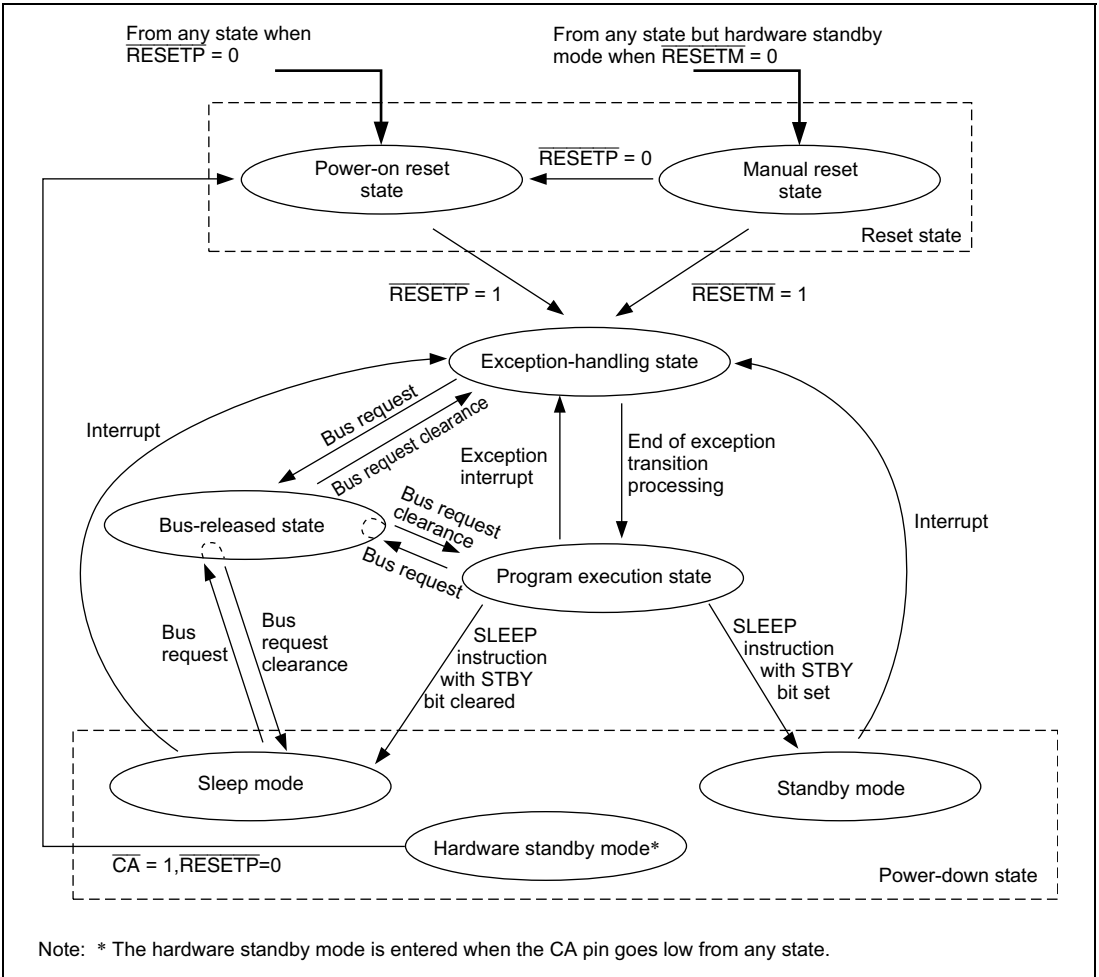 From any state when
RESETP = 0
From any state but hardware standby
mode when RESETM = 0
Power-on reset
state
RESETP = 0
Manual reset
state
Reset state
RESETP = 1
RESETM = 1
Exception-handling state
Interrupt
Bus request
Bus request clearance
Exception
interrupt
End of exception
transition
processing
Interrupt
Bus-released state
Bus request
clearance
Bus request
Program execution state
Bus
request
Bus
request
clearance
SLEEP
instruction
with STBY
bit cleared
SLEEP
instruction
with STBY
bit set
Sleep mode
Standby mode
Hardware standby mode*
CA = 1,RESETP=0
Power-down state
Note: * The hardware standby mode is entered when the CA pin goes low from any state.